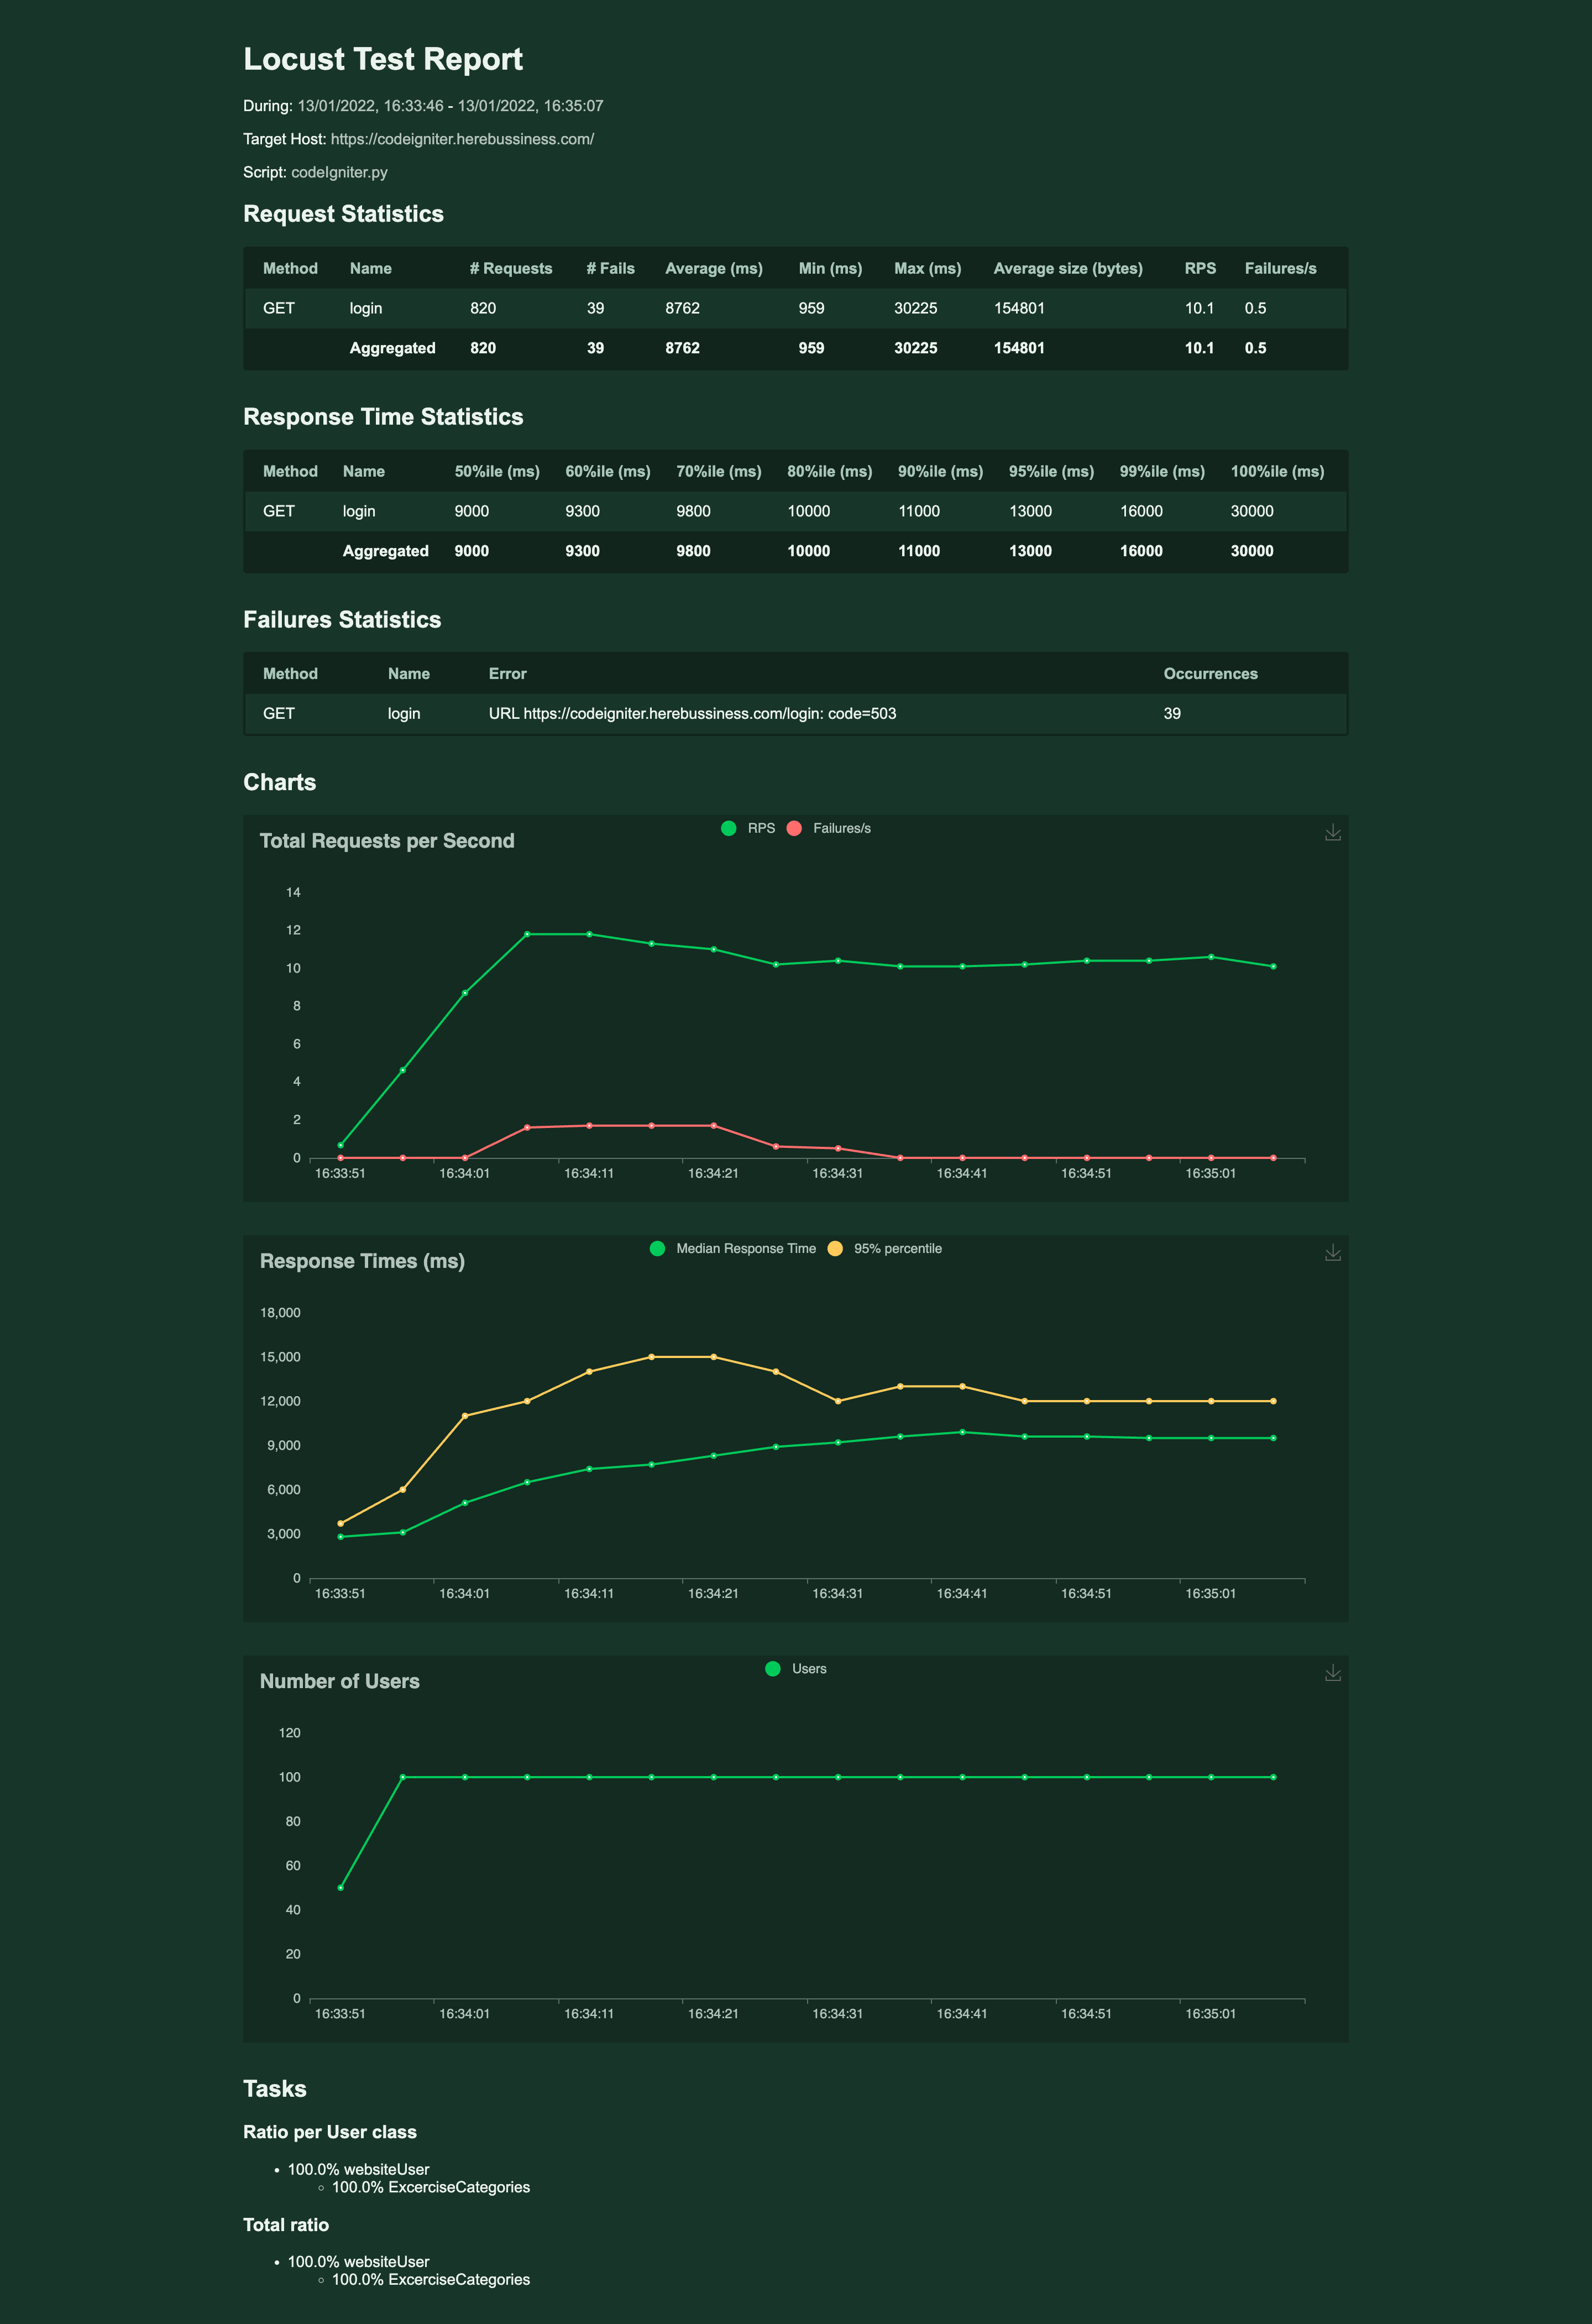 Locust Test Report
During: 13/01/2022, 16:33:46 - 13/01/2022, 16:35:07
Target Host: https://codeigniter.herebussiness.com/
Script: codeIgniter.py
Request Statistics
Method Name # Requests # Fails Average (ms) Min (ms) Max (ms) Average size (bytes) RPS Failures/s
GET login 820 39 8762 959 30225 154801 10.1 0.5
Aggregated 820 39 8762 959 30225 154801 10.1 0.5
Response Time Statistics
Method Name 50%ile (ms) 60%ile (ms) 70%ile (ms) 80%ile (ms) 90%ile (ms) 95%ile (ms) 99%ile (ms) 100%ile (ms)
GET login 9000 9300 9800 10000 11000 13000 16000 30000
Aggregated 9000 9300 9800 10000 11000 13000 16000 30000
Failures Statistics
Method Name Error Occurrences
GET login URL https://codeigniter.herebussiness.com/login: code=503 39
Charts
RPS Failures/s
Total Requests per Second
14
12
10
8
6
4
2
0
16:33:51 16:34:01 16:34:11 16:34:21 16:34:31 16:34:41 16:34:51 16:35:01
Median Response Time 95% percentile
Response Times (ms)
18,000
15,000
12,000
9,000
6,000
3,000
0
16:33:51 16:34:01 16:34:11 16:34:21 16:34:31 16:34:41 16:34:51 16:35:01
Users
Number of Users
120
100
80
60
40
20
0
16:33:51 16:34:01 16:34:11 16:34:21 16:34:31 16:34:41 16:34:51 16:35:01
Tasks
Ratio per User class
• 100.0% websiteUser
◦ 100.0% ExcerciseCategories
Total ratio
• 100.0% websiteUser
◦ 100.0% ExcerciseCategories